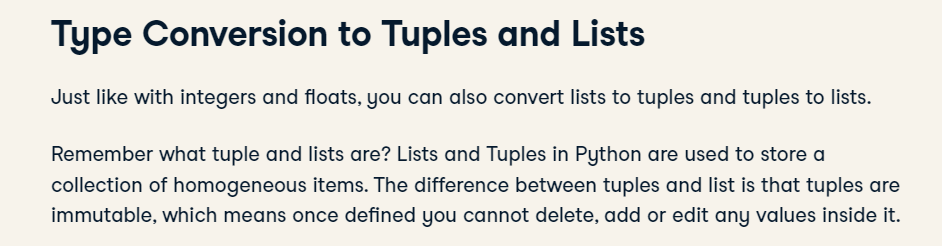 Type Conversion to Tuples and Lists
Just like with integers and floats, you can also convert lists to tuples and tuples to lists.
Remember what tuple and lists are? Lists and Tuples in Python are used to store a
collection of homogeneous items. The difference between tuples and list is that tuples are
immutable, which means once defined you cannot delete, add or edit any values inside it.